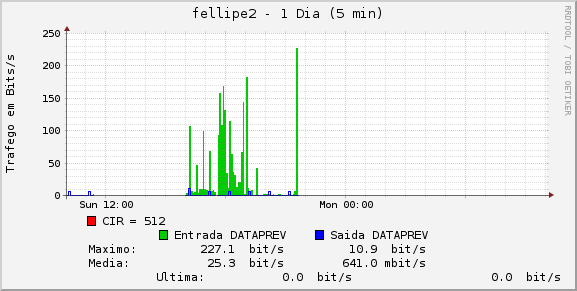 fellipe2 - 1 Dia (5 min)
RRDTOOL / TOBI OETIKER
Trafego em Bits/s
250
200
150
100
50
0
Sun 12:00 Mon 00:00
CIR = 512
Entrada DATAPREV Saida DATAPREV
Maximo: 227.1 bit/s 10.9 bit/s
Media: 25.3 bit/s 641.0 mbit/s
Ultima: 0.0 bit/s 0.0 bit/s